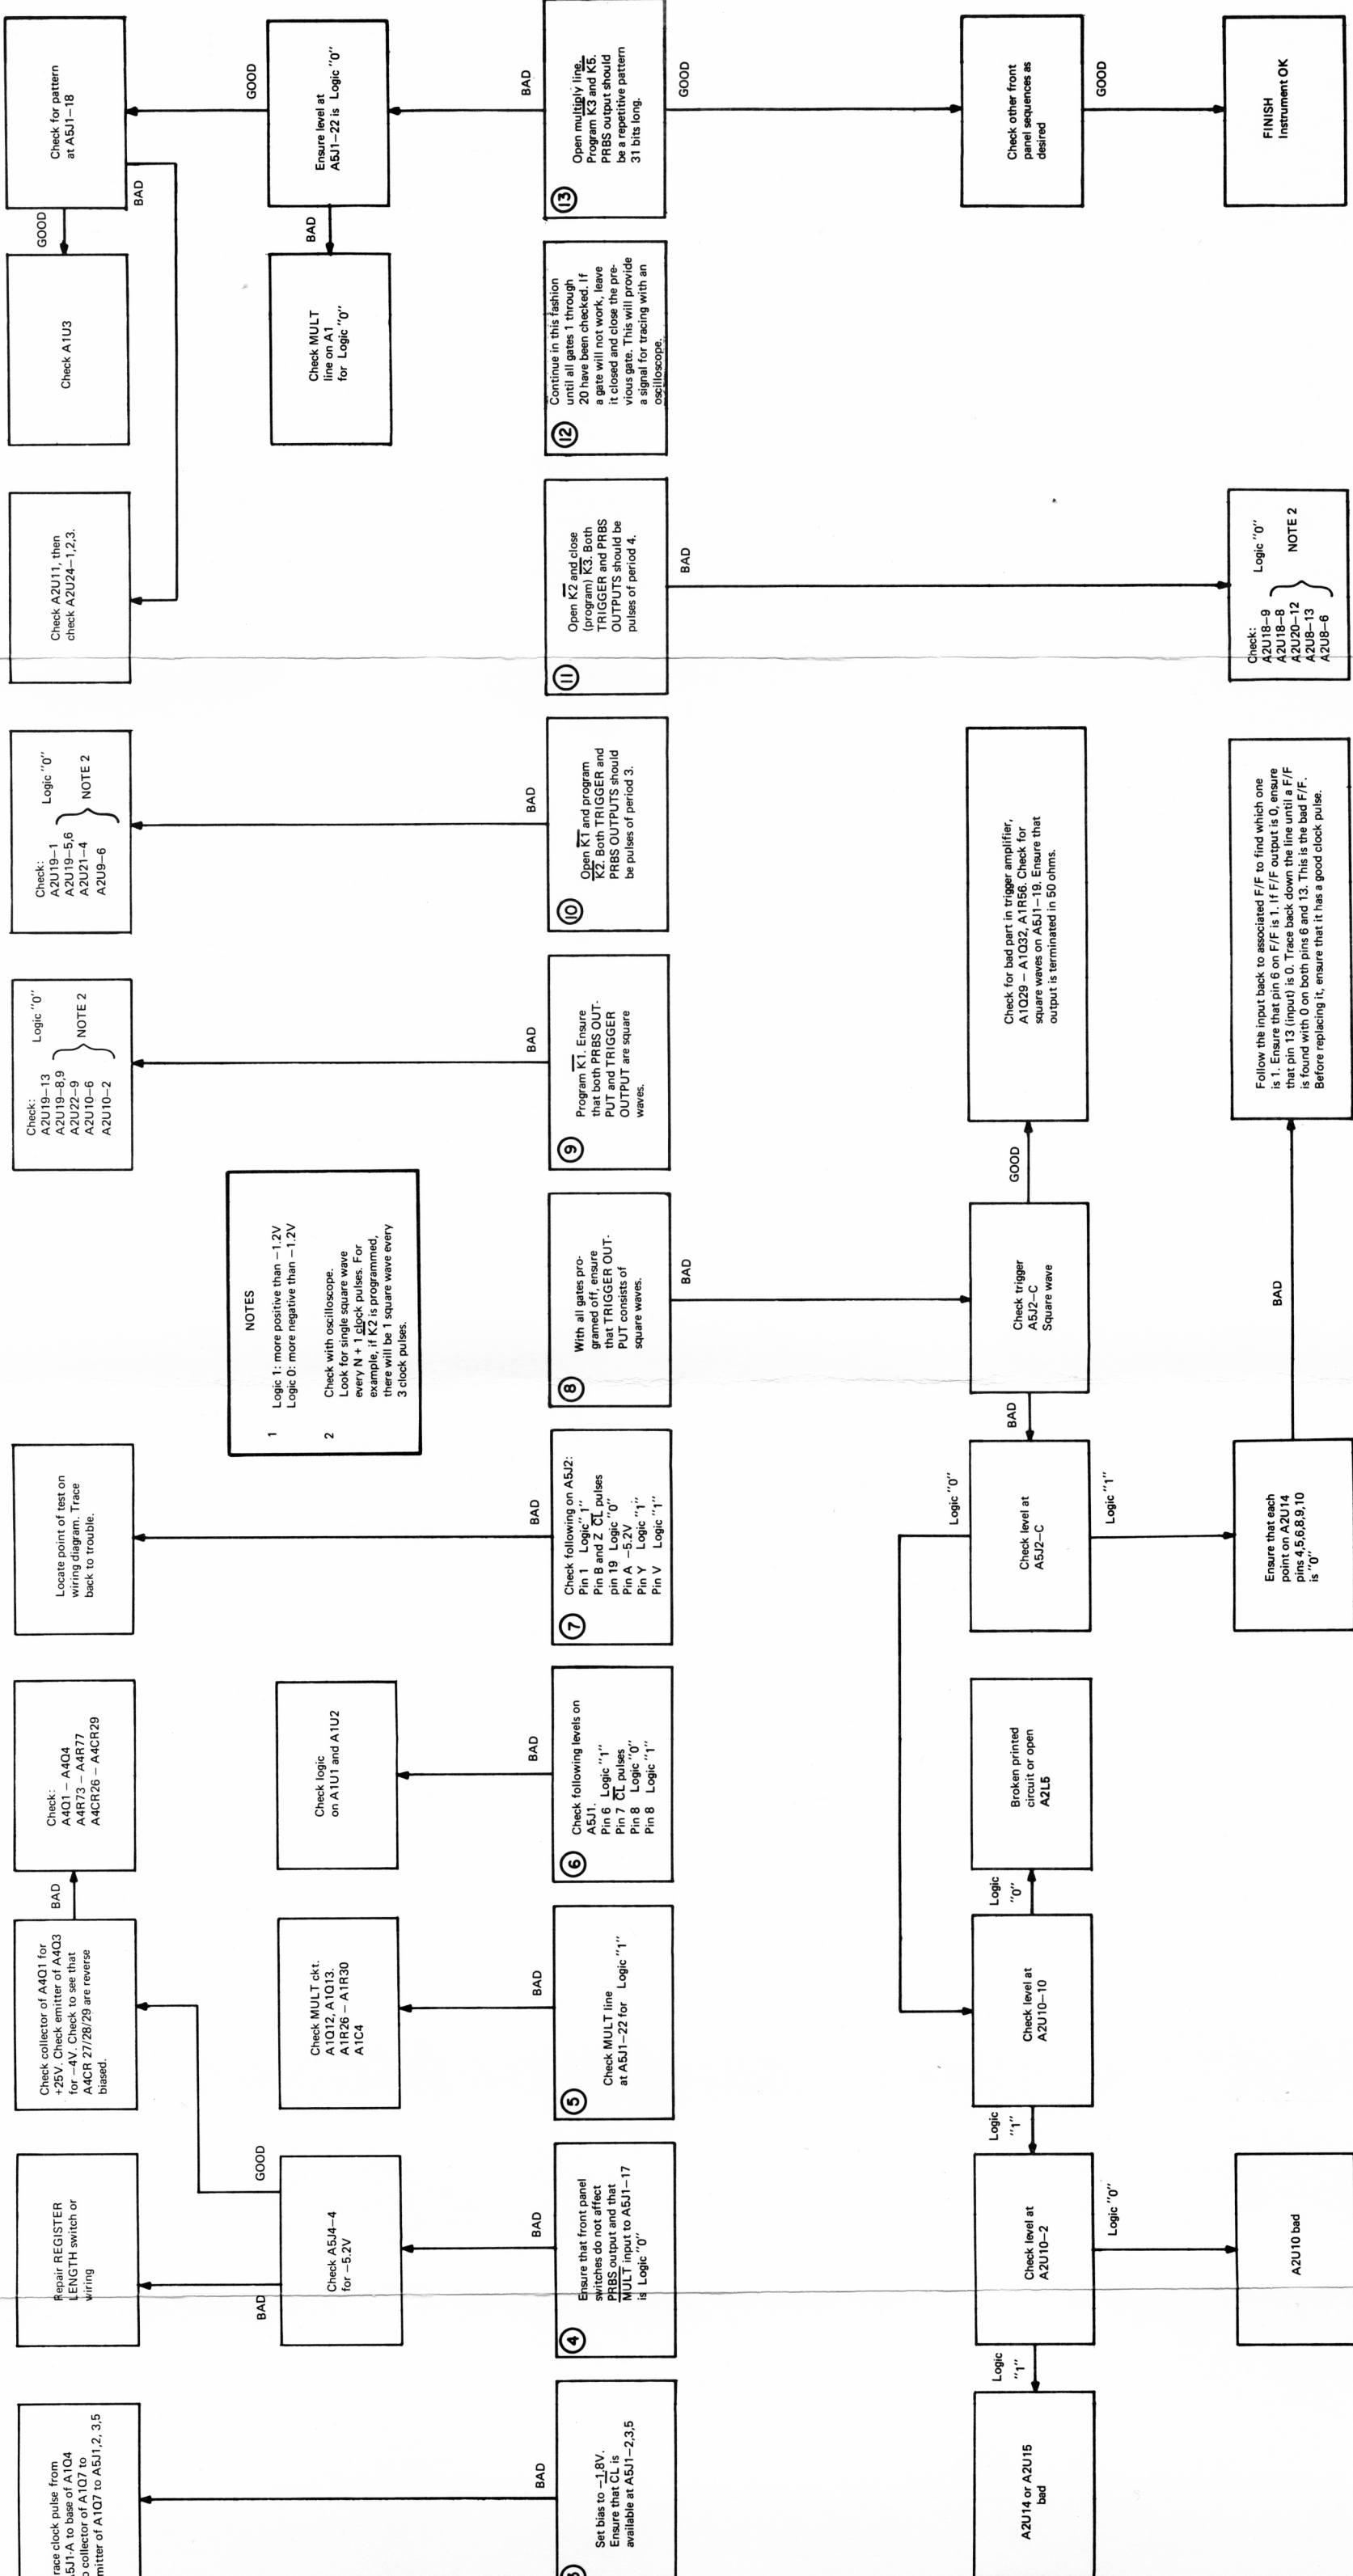 race clock pulse from
5J1-A to base of A1Q4
o collector of A1Q7 to
mitter of A1Q7 to A5J1,2, 3,5
BAD
Set bias to −1.8V.
Ensure that C̅L̅ is
available at A5J1−2,3,5
Repair REGISTER
LENGTH switch or
wiring
BAD
GOOD
Check A5J4−4
for −5.2V
BAD
4
Ensure that front panel
switches do not affect
PRBS output and that
M̅U̅L̅T̅ input to A5J1−17
is Logic "0"
Check collector of A4Q1 for
+25V. Check emitter of A4Q3
for −4V. Check to see that
A4CR 27/28/29 are reverse
biased.
BAD
Check:
A4Q1 − A4Q4
A4R73 − A4R77
A4CR26 − A4CR29
Check MULT ckt.
A1Q12, A1Q13.
A1R26 − A1R30
A1C4
BAD
5
Check MULT line
at A5J1−22 for Logic "1"
Check logic
on A1U1 and A1U2
BAD
6
Check following levels on
A5J1.
Pin 6 Logic "1"
Pin 7 C̅L̅ pulses
Pin 8 Logic "0"
Pin 8 Logic "1"
Locate point of test on
wiring diagram. Trace
back to trouble.
BAD
7
Check following on A5J2:
Pin 1 Logic "1"
Pin B and Z C̅L̅ pulses
pin 19 Logic "0"
Pin A −5.2V
Pin Y Logic "1"
Pin V Logic "1"
NOTES
1 Logic 1: more positive than −1.2V
Logic 0: more negative than −1.2V
2 Check with oscilloscope.
Look for single square wave
every N + 1 clock pulses. For
example, if K̅2̅ is programmed,
there will be 1 square wave every
3 clock pulses.
8
With all gates pro-
gramed off, ensure
that TRIGGER OUT-
PUT consists of
square waves.
BAD
Check:
A2U19−13 Logic "0"
A2U19−8,9
A2U22−9 NOTE 2
A2U10−6
A2U10−2
BAD
9
Program K̅1̅. Ensure
that both PRBS OUT-
PUT and TRIGGER
OUTPUT are square
waves.
Check:
A2U19−1 Logic "0"
A2U19−5,6
A2U21−4 NOTE 2
A2U9−6
BAD
10
Open K̅1̅ and program
K̅2̅. Both TRIGGER and
PRBS OUTPUTS should
be pulses of period 3.
Check A2U11, then
check A2U24−1,2,3.
11
Open K̅2̅ and close
(program) K̅3̅. Both
TRIGGER and PRBS
OUTPUTS should be
pulses of period 4.
BAD
Check:
A2U18−9 Logic "0"
A2U18−8
A2U20−12 NOTE 2
A2U8−13
A2U8−6
12
Continue in this fashion
until all gates 1 through
20 have been checked. If
a gate will not work, leave
it closed and close the pre-
vious gate. This will provide
a signal for tracing with an
oscilloscope.
Check A1U3
GOOD
Check for pattern
at A5J1−18
BAD
GOOD
Check MULT
line on A1
for Logic "0"
BAD
Ensure level at
A5J1−22 is Logic "0"
BAD
13
Open multiply line.
Program K̅3̅ and K̅5̅.
PRBS output should
be a repetitive pattern
31 bits long.
GOOD
Check other front
panel sequences as
desired
GOOD
FINISH
Instrument OK
A2U14 or A2U15
bad
Logic
"1"
Check level at
A2U10−2
Logic "0"
A2U10 bad
Logic
"1"
Check level at
A2U10−10
Logic
"0"
Broken printed
circuit or open
A2L5
Logic "0"
Check level at
A5J2−C
Logic "1"
Ensure that each
point on A2U14
pins 4,5,6,8,9,10
is "0"
BAD
Check trigger
A5J2−C
Square wave
GOOD
Check for bad part in trigger amplifier,
A1Q29 − A1Q32, A1R56. Check for
square waves on A5J1−19. Ensure that
output is terminated in 50 ohms.
BAD
Follow the input back to associated F/F to find which one
is 1. Ensure that pin 6 on F/F is 1. If F/F output is 0, ensure
that pin 13 (input) is 0. Trace back down the line until a F/F
is found with 0 on both pins 6 and 13. This is the bad F/F.
Before replacing it, ensure that it has a good clock pulse.